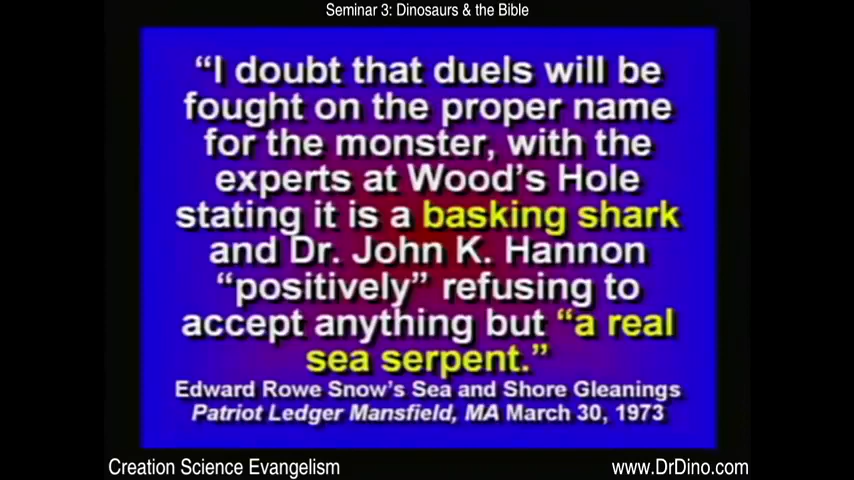 Seminar 3: Dinosaurs & the Bible
“I doubt that duels will be
fought on the proper name
for the monster, with the
experts at Wood’s Hole
stating it is a basking shark
and Dr. John K. Hannon
“positively” refusing to
accept anything but “a real
sea serpent.”
Edward Rowe Snow’s Sea and Shore Gleanings
Patriot Ledger Mansfield, MA March 30, 1973
Creation Science Evangelism
www.DrDino.com